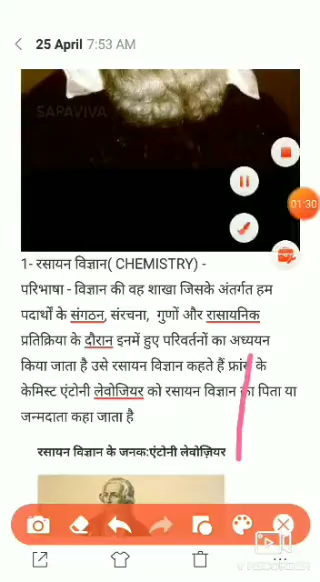 25 April 7:53 AM
SAPAVIVA
01:30
1- रसायन विज्ञान( CHEMISTRY) -
परिभाषा - विज्ञान की वह शाखा जिसके अंतर्गत हम
पदार्थों के संगठन, संरचना, गुणों और रासायनिक
प्रतिक्रिया के दौरान इनमें हुए परिवर्तनों का अध्ययन
किया जाता है उसे रसायन विज्ञान कहते हैं फ्रांस के
केमिस्ट एंटोनी लेवोजियर को रसायन विज्ञान का पिता या
जन्मदाता कहा जाता है
रसायन विज्ञान के जनक:एंटोनी लेवोज़ियर